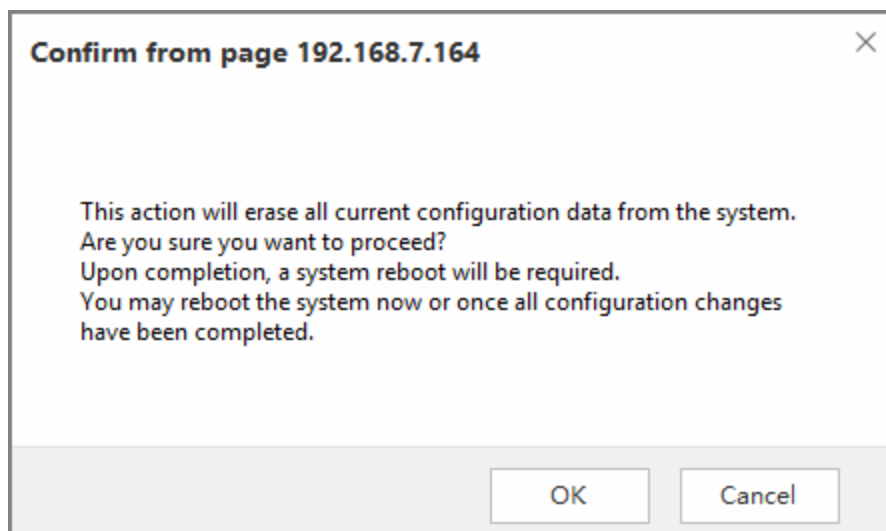 Confirm from page 192.168.7.164
This action will erase all current configuration data from the system.
Are you sure you want to proceed?
Upon completion, a system reboot will be required.
You may reboot the system now or once all configuration changes
have been completed.
OK
Cancel